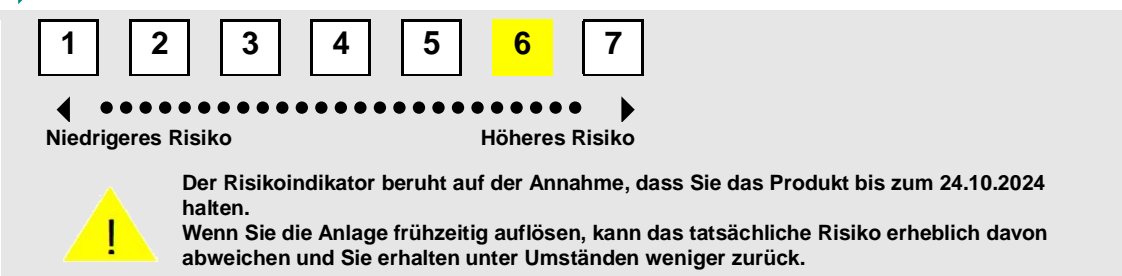 1 2 3 4 5 6 7
Niedrigeres Risiko Höheres Risiko
Der Risikoindikator beruht auf der Annahme, dass Sie das Produkt bis zum 24.10.2024
halten.
Wenn Sie die Anlage frühzeitig auflösen, kann das tatsächliche Risiko erheblich davon
abweichen und Sie erhalten unter Umständen weniger zurück.
!